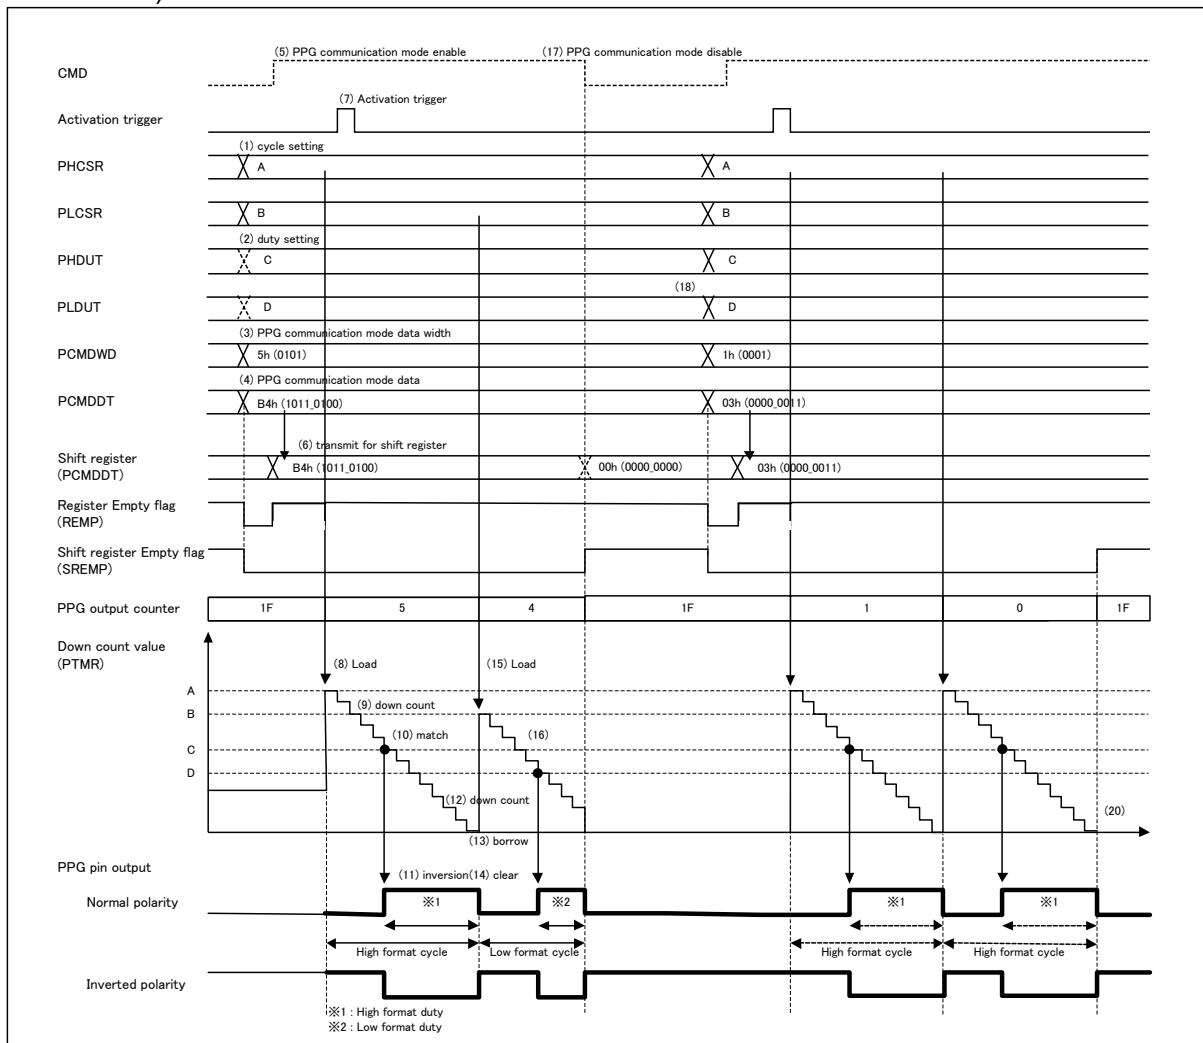 (5) PPG communication mode enable
(17) PPG communication mode disable
CMD
(7) Activation trigger
Activation trigger
(1) cycle setting
PHCSR
A
A
PLCSR
B
B
(2) duty setting
PHDUT
C
C
(18)
PLDUT
D
D
(3) PPG communication mode data width
PCMDWD
5h (0101)
1h (0001)
(4) PPG communication mode data
PCMDDT
B4h (1011_0100)
03h (0000_0011)
(6) transmit for shift register
Shift register
(PCMDDT)
B4h (1011_0100)
00h (0000_0000)
03h (0000_0011)
Register Empty flag
(REMP)
Shift register Empty flag
(SREMP)
PPG output counter
1F
5
4
1F
1
0
1F
Down count value
(PTMR)
(8) Load
(15) Load
A
(9) down count
B
(10) match
(16)
C
D
(12) down count
(20)
(13) borrow
PPG pin output
(11) inversion(14) clear
Normal polarity
※1
※2
※1
※1
High format cycle
Low format cycle
High format cycle
High format cycle
Inverted polarity
※1 : High format duty
※2 : Low format duty